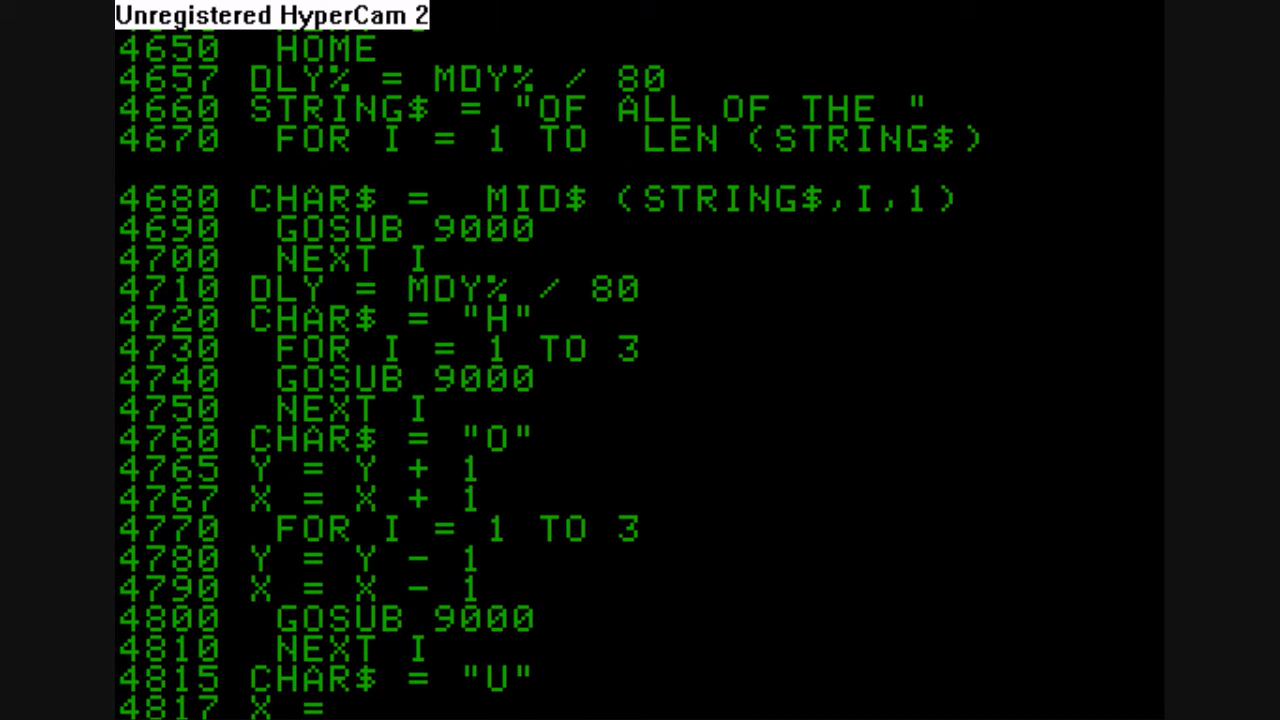 Unregistered HyperCam 2
4650 HOME
4657 DLY% = MDY% / 80
4660 STRING$ = "OF ALL OF THE "
4670 FOR I = 1 TO LEN (STRING$)
4680 CHAR$ = MID$ (STRING$,I,1)
4690 GOSUB 9000
4700 NEXT I
4710 DLY = MDY% / 80
4720 CHAR$ = "H"
4730 FOR I = 1 TO 3
4740 GOSUB 9000
4750 NEXT I
4760 CHAR$ = "O"
4765 Y = Y + 1
4767 X = X + 1
4770 FOR I = 1 TO 3
4780 Y = Y - 1
4790 X = X - 1
4800 GOSUB 9000
4810 NEXT I
4815 CHAR$ = "U"
4817 X =